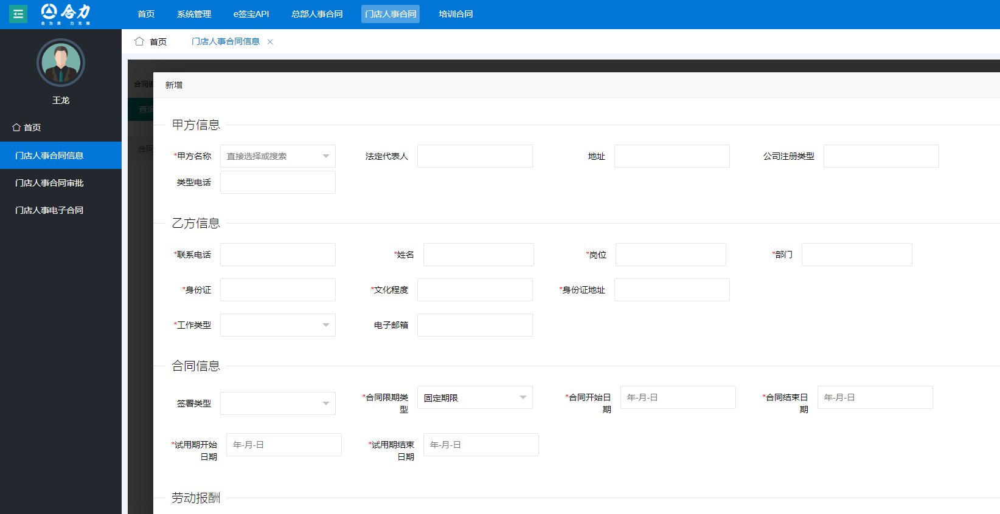 合力
合 为 贵 力 无 限
首页 系统管理 e签宝API 总部人事合同 门店人事合同 培训合同
首页 门店人事合同信息
王龙
首页
门店人事合同信息
门店人事合同审批
门店人事电子合同
合同编
查询
合同
新增
甲方信息
*甲方名称 直接选择或搜索 法定代表人 地址 公司注册类型
类型电话
乙方信息
*联系电话 *姓名 *岗位 *部门
*身份证 *文化程度 *身份证地址
*工作类型 电子邮箱
合同信息
签署类型 *合同限期类型 固定期限 *合同开始日期 年-月-日 *合同结束日期 年-月-日
*试用期开始日期 年-月-日 *试用期结束日期 年-月-日
劳动报酬